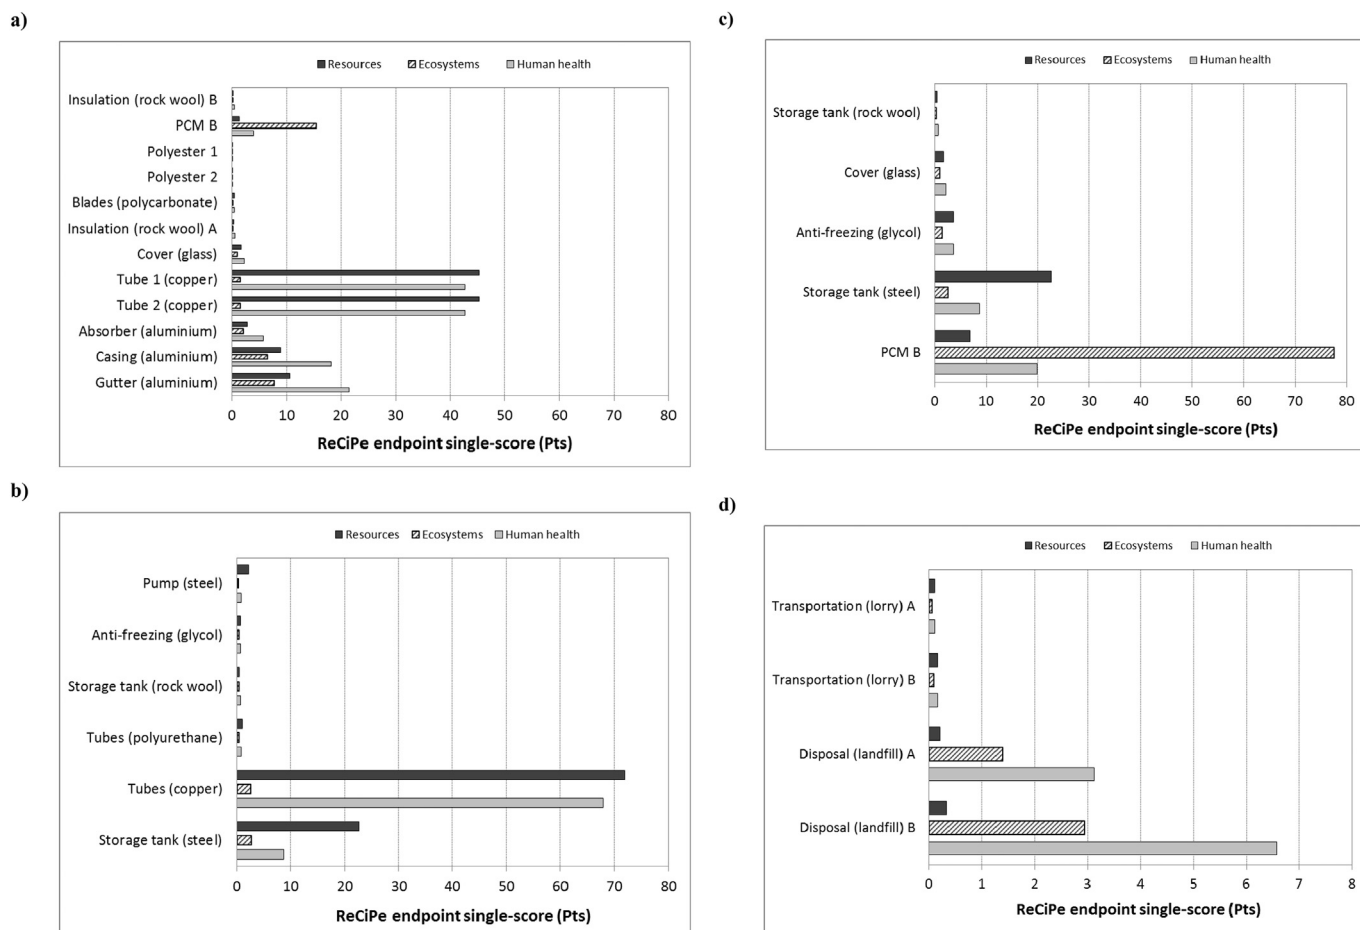 a)
Resources Ecosystems Human health
Insulation (rock wool) B
PCM B
Polyester 1
Polyester 2
Blades (polycarbonate)
Insulation (rock wool) A
Cover (glass)
Tube 1 (copper)
Tube 2 (copper)
Absorber (aluminium)
Casing (aluminium)
Gutter (aluminium)
0 10 20 30 40 50 60 70 80
ReCiPe endpoint single-score (Pts)
b)
Resources Ecosystems Human health
Pump (steel)
Anti-freezing (glycol)
Storage tank (rock wool)
Tubes (polyurethane)
Tubes (copper)
Storage tank (steel)
0 10 20 30 40 50 60 70 80
ReCiPe endpoint single-score (Pts)
c)
Resources Ecosystems Human health
Storage tank (rock wool)
Cover (glass)
Anti-freezing (glycol)
Storage tank (steel)
PCM B
0 10 20 30 40 50 60 70 80
ReCiPe endpoint single-score (Pts)
d)
Resources Ecosystems Human health
Transportation (lorry) A
Transportation (lorry) B
Disposal (landfill) A
Disposal (landfill) B
0 1 2 3 4 5 6 7 8
ReCiPe endpoint single-score (Pts)